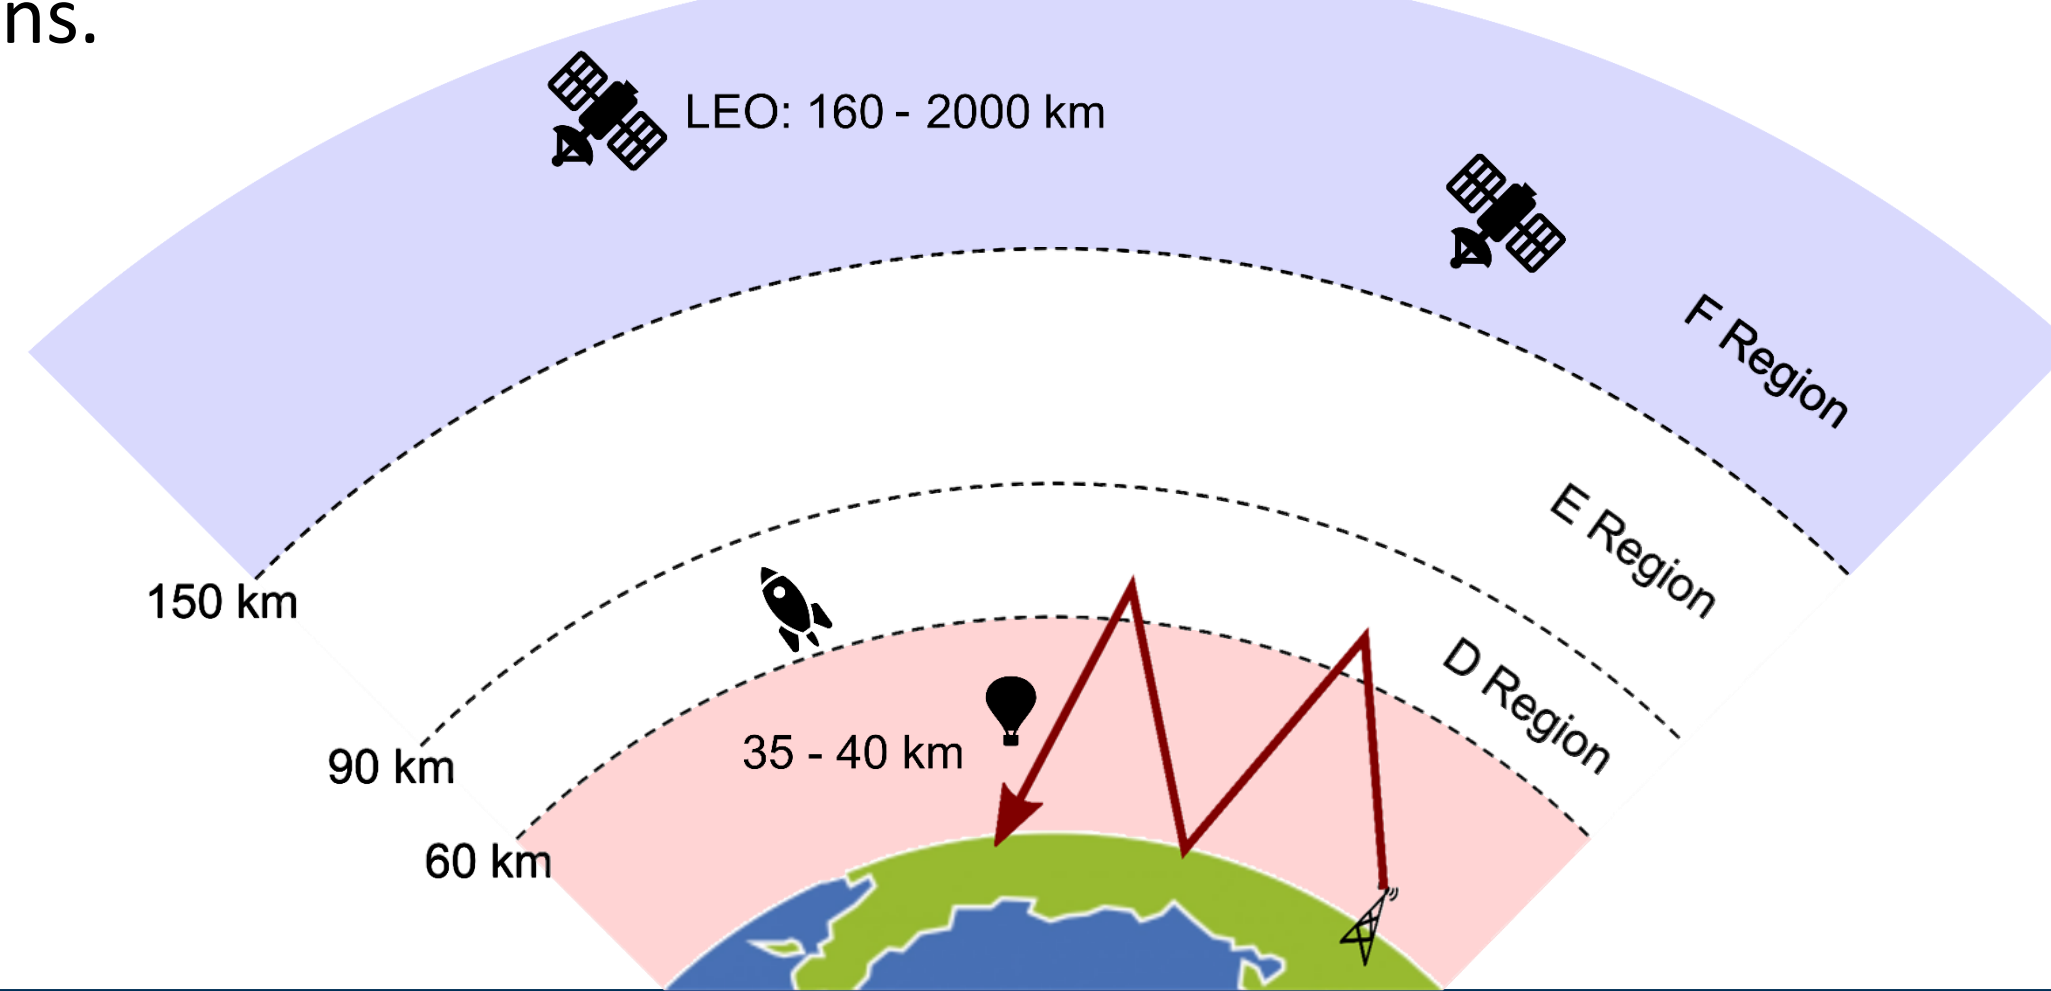 ns.
LEO: 160 - 2000 km
F Region
E Region
150 km
D Region
35 - 40 km
90 km
60 km